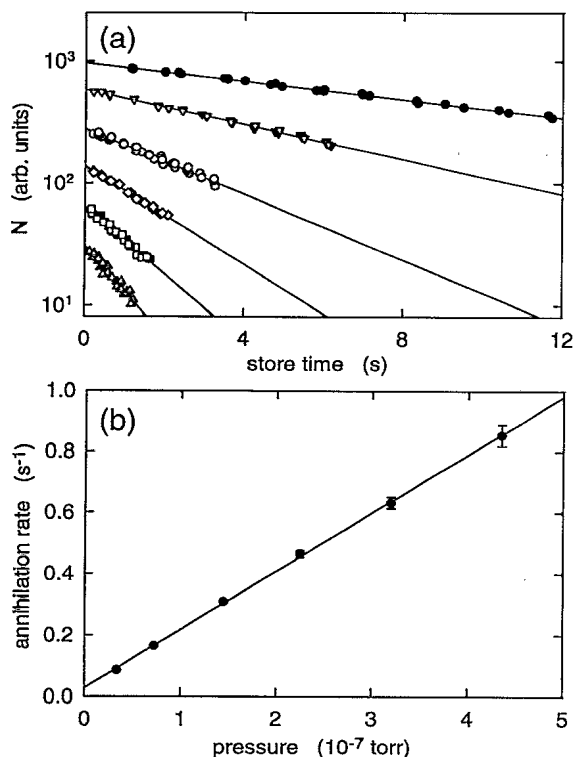 (a)
10³
10²
10¹
N (arb. units)
0 4 8 12
store time (s)
(b)
1.0
0.8
0.6
0.4
0.2
0.0
annihilation rate (s⁻¹)
0 1 2 3 4 5
pressure (10⁻⁷ torr)